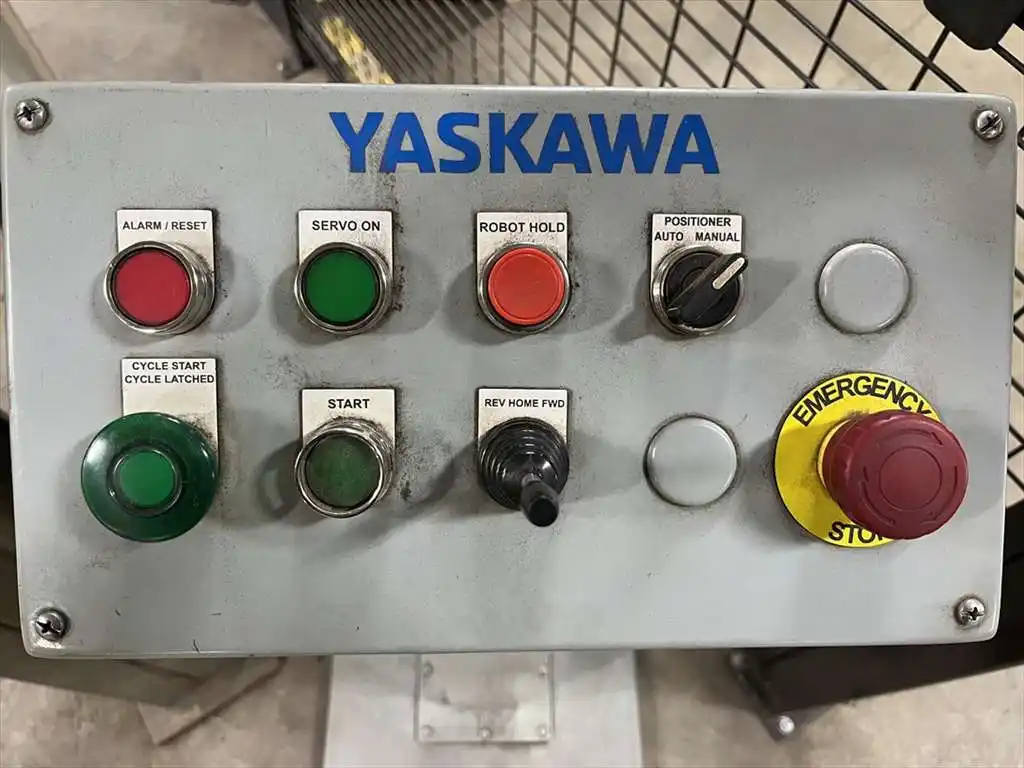 YASKAWA
ALARM / RESET
SERVO ON
ROBOT HOLD
POSITIONER
AUTO MANUAL
CYCLE START
CYCLE LATCHED
START
REV HOME FWD
EMERGENCY
STOP